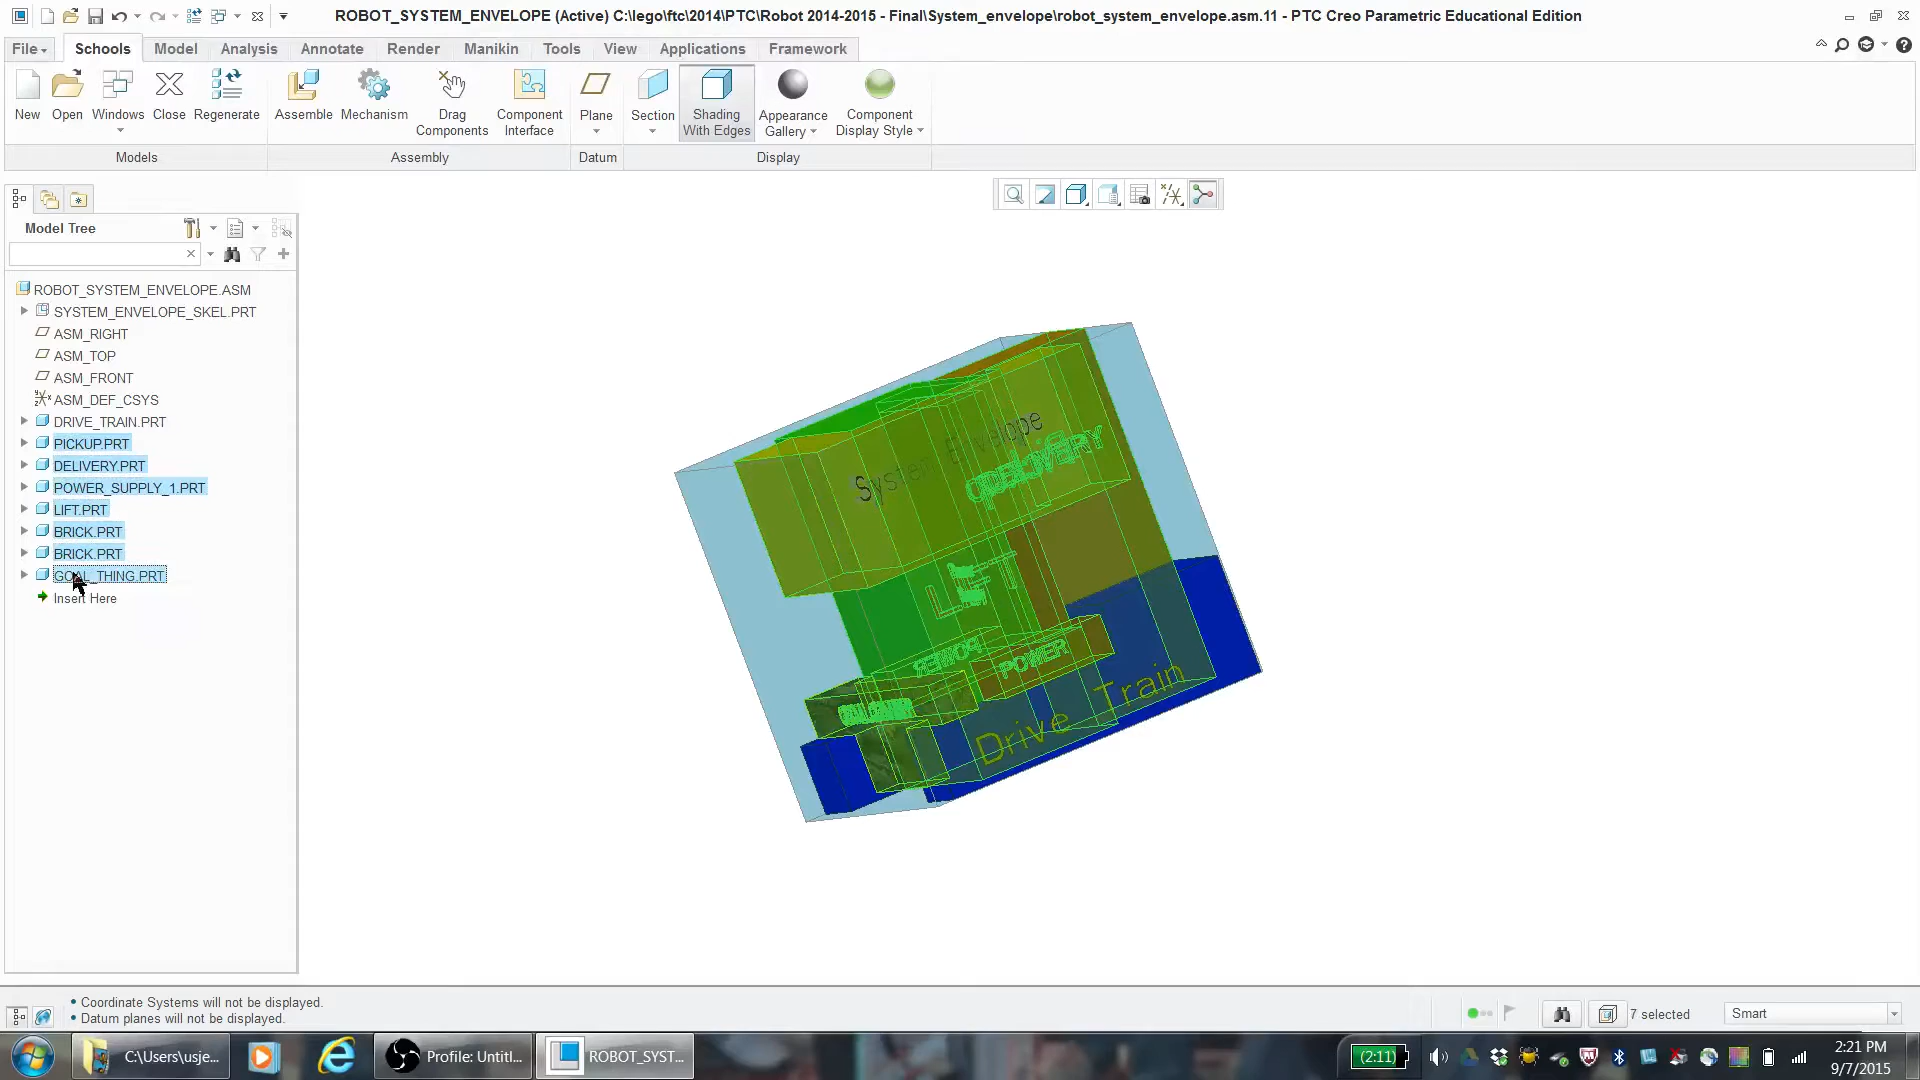 ROBOT_SYSTEM_ENVELOPE (Active) C:\lego\ftc\2014\PTC\Robot 2014-2015 - Final\System_envelope\robot_system_envelope.asm.11 - PTC Creo Parametric Educational Edition
File Schools Model Analysis Annotate Render Manikin Tools View Applications Framework
New Open Windows Close Regenerate Assemble Mechanism Drag Components Component Interface Plane Section Shading With Edges Appearance Gallery Component Display Style
Models Assembly Datum Display
Model Tree
ROBOT_SYSTEM_ENVELOPE.ASM
SYSTEM_ENVELOPE_SKEL.PRT
ASM_RIGHT
ASM_TOP
ASM_FRONT
ASM_DEF_CSYS
DRIVE_TRAIN.PRT
PICKUP.PRT
DELIVERY.PRT
POWER_SUPPLY_1.PRT
LIFT.PRT
BRICK.PRT
BRICK.PRT
GOAL_THING.PRT
Insert Here
System Envelope
DELIVERY
LIFT
POWER
POWER
Drive Train
• Coordinate Systems will not be displayed.
• Datum planes will not be displayed.
7 selected
Smart
C:\Users\usje...
Profile: Untitl...
ROBOT_SYST...
(2:11)
2:21 PM
9/7/2015